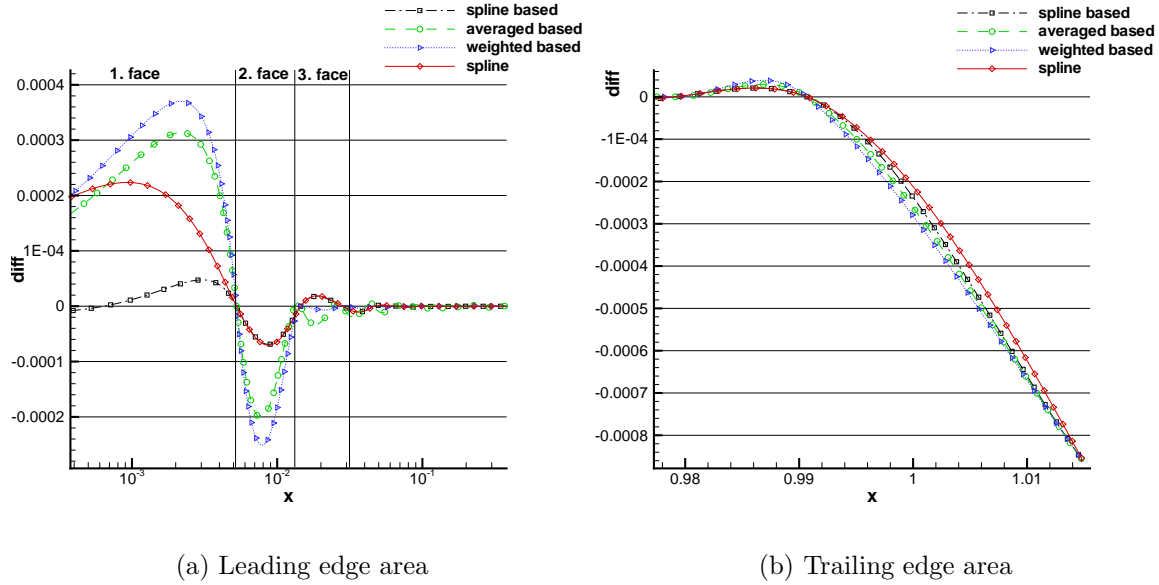 spline based
averaged based
weighted based
spline
1. face 2. face 3. face
0.0004
0.0003
0.0002
1E-04
0
-0.0001
-0.0002
diff
10-3 10-2 10-1
x
(a) Leading edge area
spline based
averaged based
weighted based
spline
0
-1E-04
-0.0002
-0.0003
-0.0004
-0.0005
-0.0006
-0.0007
-0.0008
diff
0.98 0.99 1 1.01
x
(b) Trailing edge area